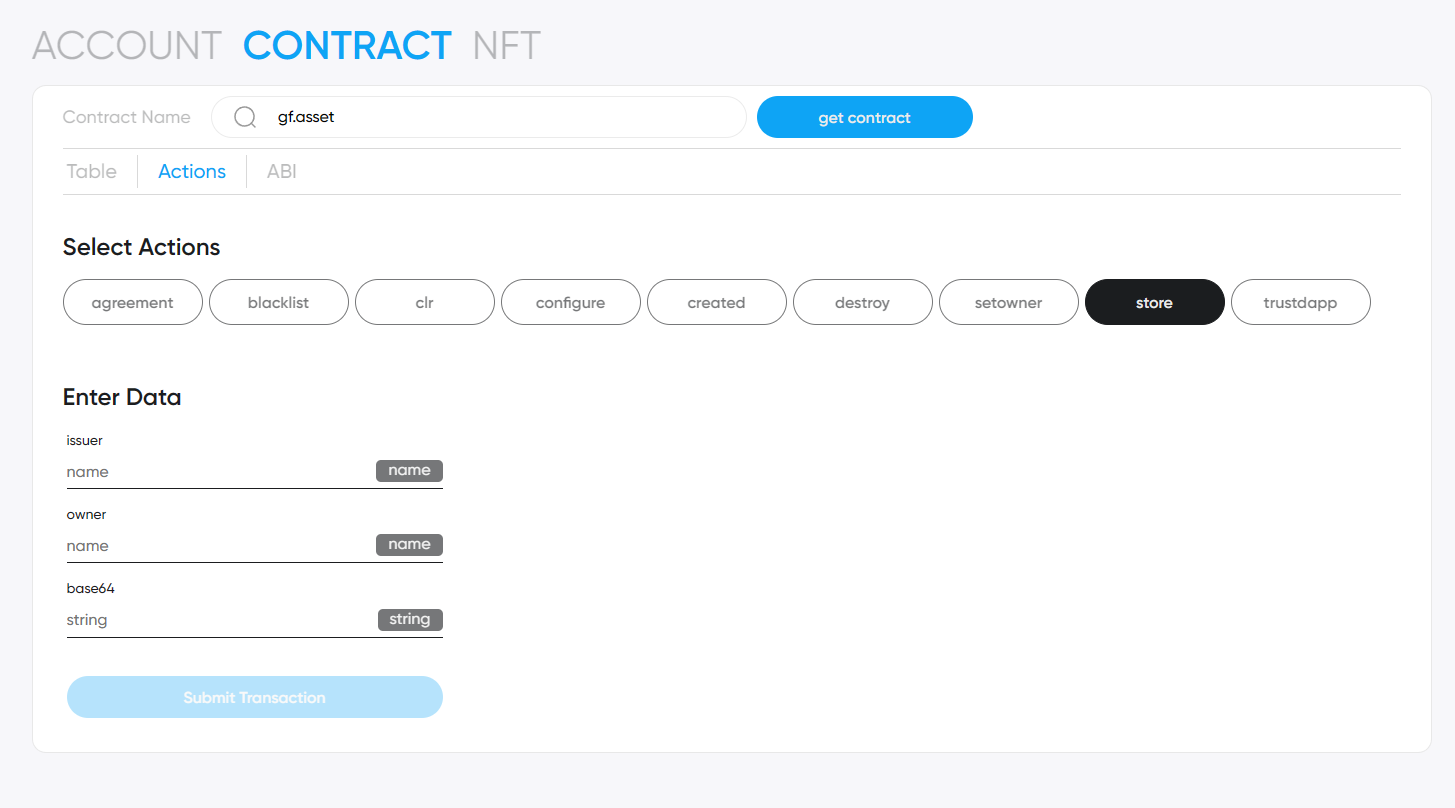 ACCOUNT CONTRACT NFT
Contract Name gf.asset get contract
Table Actions ABI
Select Actions
agreement blacklist clr configure created destroy setowner store trustdapp
Enter Data
issuer
name name
owner
name name
base64
string string
Submit Transaction